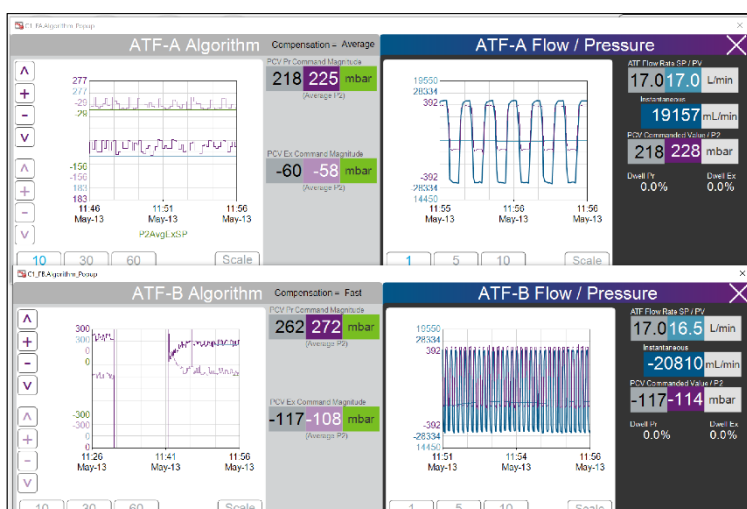 C1_FA.Algorithm_Popup
ATF-A Algorithm Compensation = Average
ATF-A Flow / Pressure
PCV Pr Command Magnitude
218 225 mbar
(Average P2)
PCV Ex Command Magnitude
-60 -58 mbar
(Average P2)
277
277
-29
-29
-156
-156
183
183
11:46 11:51 11:56
May-13 May-13 May-13
P2AvgExSP
10 30 60 Scale
19550
28334
392
-392
-28334
14450
11:55 11:56 11:56
May-13 May-13 May-13
1 5 10 Scale
ATF Flow Rate SP / PV
17.0 17.0 L/min
Instantaneous
19157 mL/min
PCV Commanded Value / P2
218 228 mbar
Dwell Pr Dwell Ex
0.0% 0.0%
C1_FB.Algorithm_Popup
ATF-B Algorithm Compensation = Fast
ATF-B Flow / Pressure
PCV Pr Command Magnitude
262 272 mbar
(Average P2)
PCV Ex Command Magnitude
-117 -108 mbar
(Average P2)
300
300
0
0
-300
-300
0
0
11:26 11:41 11:56
May-13 May-13 May-13
10 30 60 Scale
19550
28334
392
-392
-28334
14450
11:51 11:54 11:56
May-13 May-13 May-13
1 5 10 Scale
ATF Flow Rate SP / PV
17.0 16.5 L/min
Instantaneous
-20810 mL/min
PCV Commanded Value / P2
-117 -114 mbar
Dwell Pr Dwell Ex
0.0% 0.0%